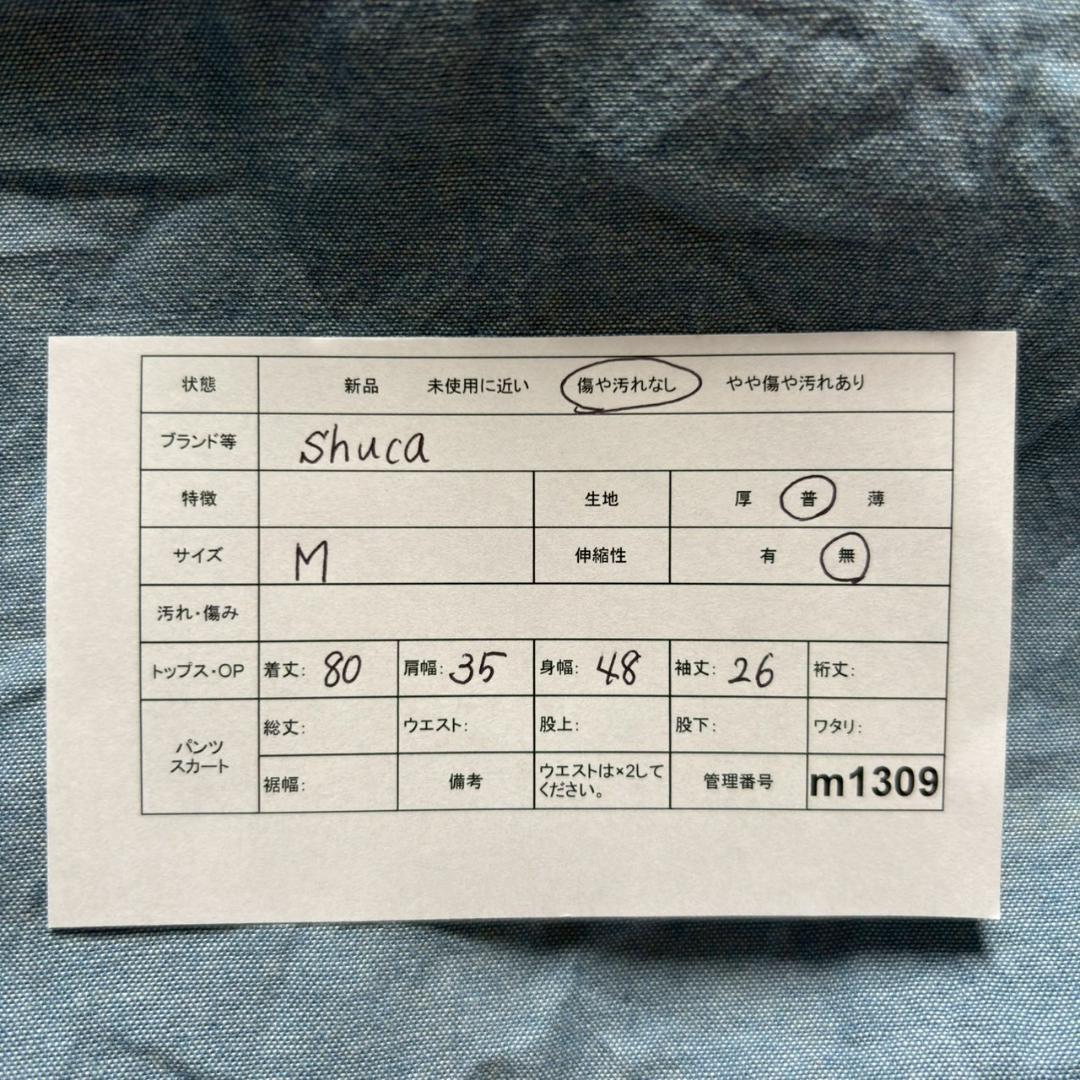 状態 新品 未使用に近い 傷や汚れなし やや傷や汚れあり
ブランド等 shuca
特徴 生地 厚 普 薄
サイズ M 伸縮性 有 無
汚れ・傷み
トップス・OP 着丈: 80 肩幅: 35 身幅: 48 袖丈: 26 裄丈:
パンツ
スカート
総丈: ウエスト: 股上: 股下: ワタリ:
裾幅: 備考 ウエストは×2して
ください。 管理番号 m1309